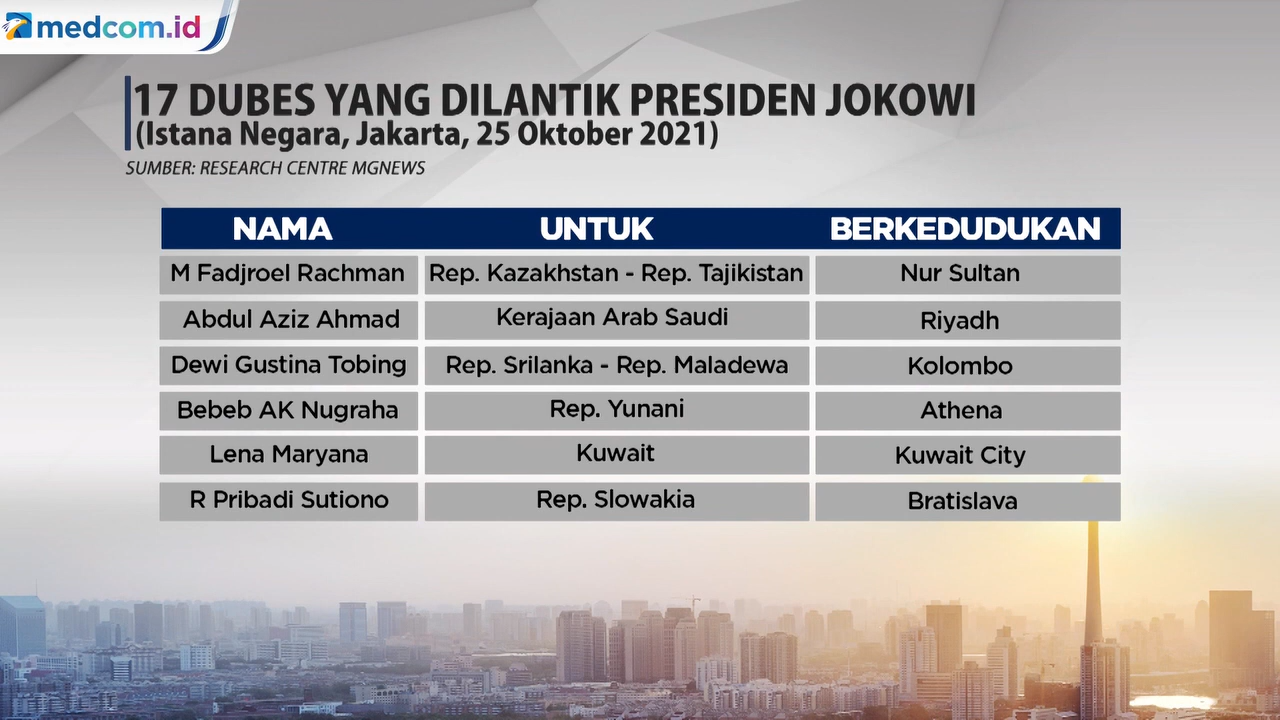 medcom.id
17 DUBES YANG DILANTIK PRESIDEN JOKOWI
(Istana Negara, Jakarta, 25 Oktober 2021)
SUMBER: RESEARCH CENTRE MGNEWS
NAMA UNTUK BERKEDUDUKAN
M Fadjroel Rachman Rep. Kazakhstan - Rep. Tajikistan Nur Sultan
Abdul Aziz Ahmad Kerajaan Arab Saudi Riyadh
Dewi Gustina Tobing Rep. Srilanka - Rep. Maladewa Kolombo
Bebeb AK Nugraha Rep. Yunani Athena
Lena Maryana Kuwait Kuwait City
R Pribadi Sutiono Rep. Slowakia Bratislava